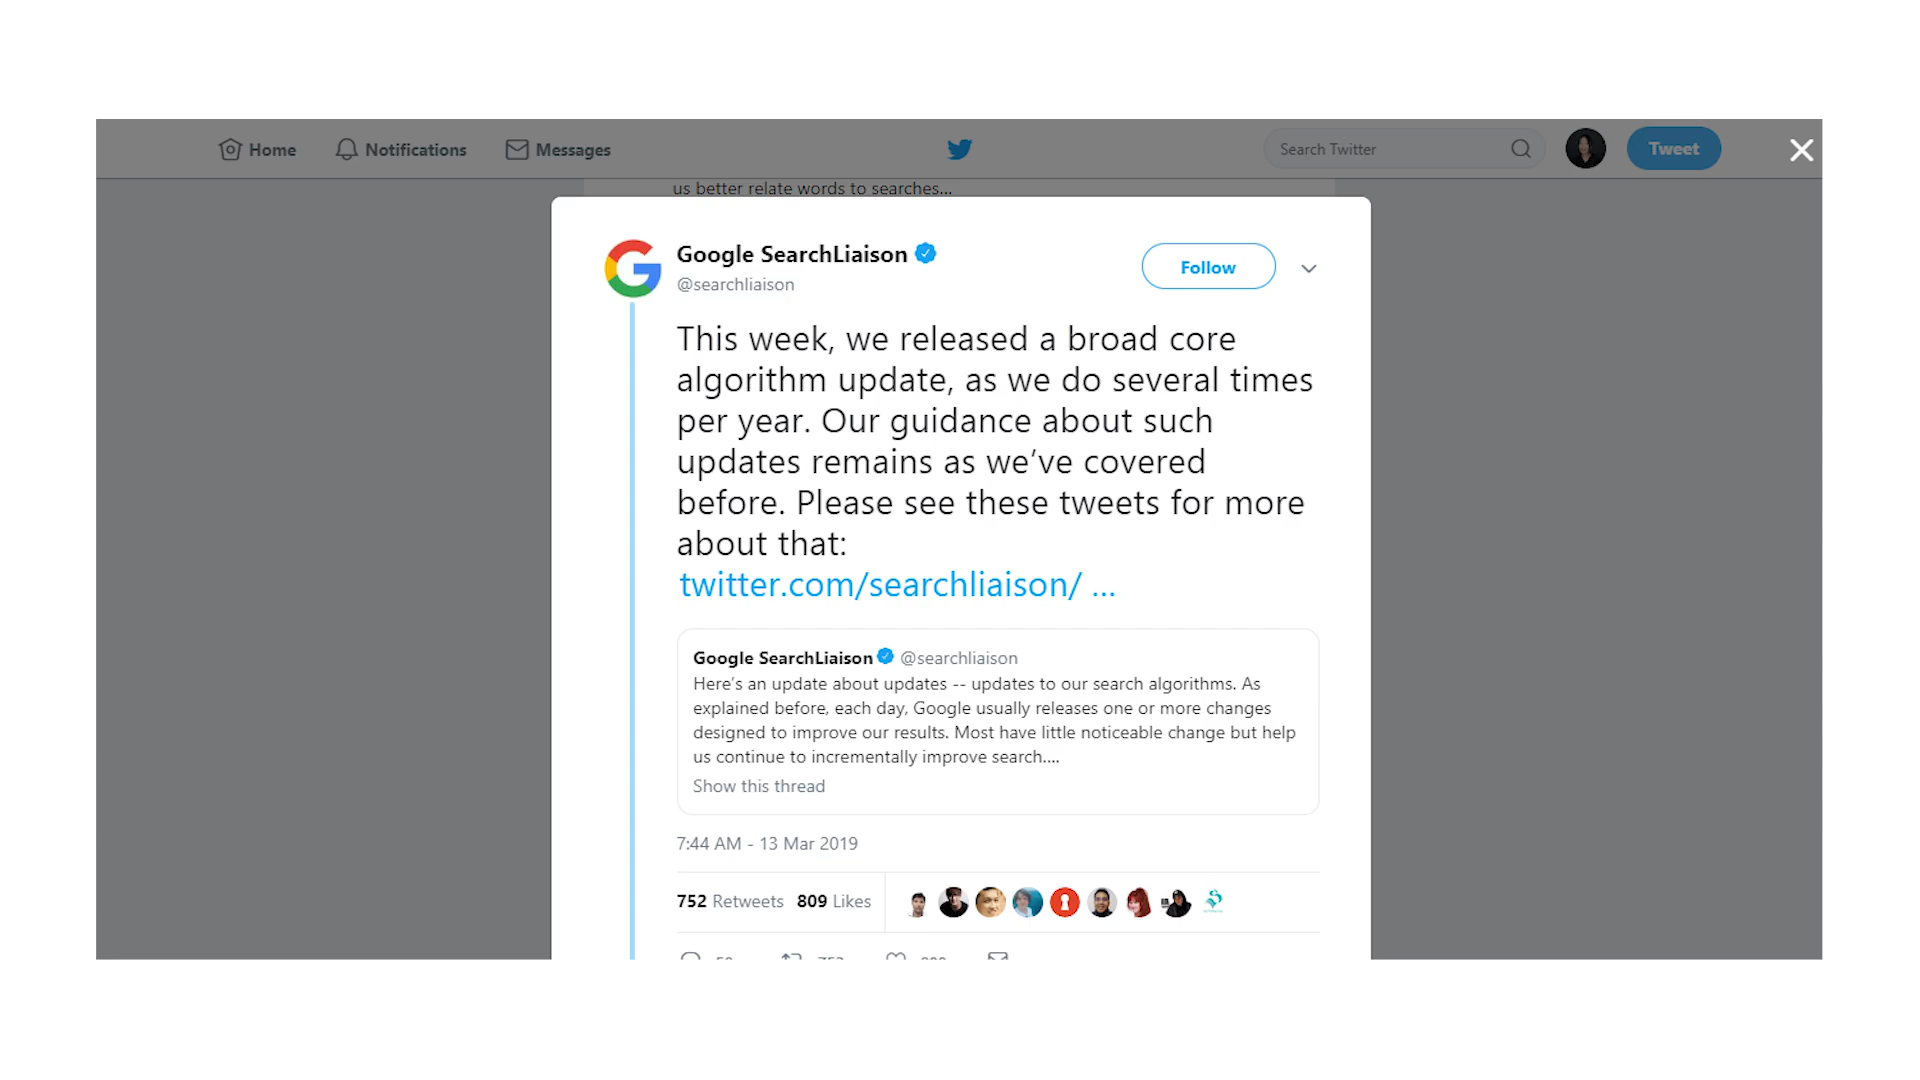 Home Notifications Messages Search Twitter Tweet
us better relate words to searches...
Google SearchLiaison
@searchliaison
Follow
This week, we released a broad core
algorithm update, as we do several times
per year. Our guidance about such
updates remains as we've covered
before. Please see these tweets for more
about that:
twitter.com/searchliaison/ ...
Google SearchLiaison @searchliaison
Here's an update about updates -- updates to our search algorithms. As
explained before, each day, Google usually releases one or more changes
designed to improve our results. Most have little noticeable change but help
us continue to incrementally improve search....
Show this thread
7:44 AM - 13 Mar 2019
752 Retweets 809 Likes